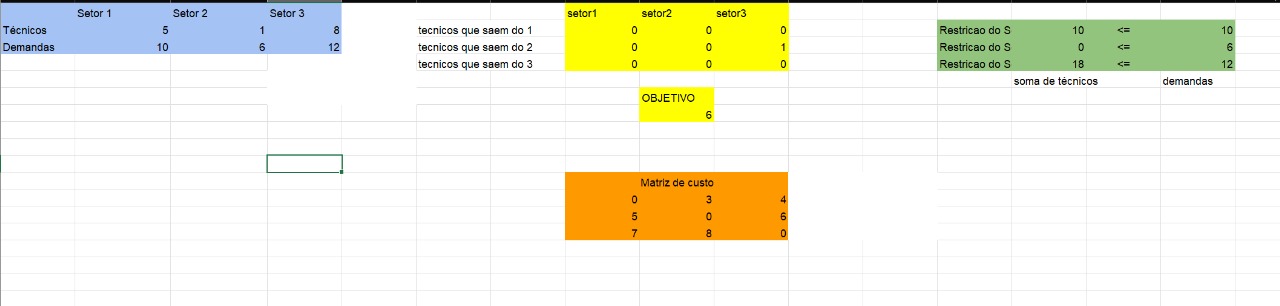 Setor 1 Setor 2 Setor 3 setor1 setor2 setor3
Técnicos 5 1 8 tecnicos que saem do 1 0 0 0 Restricao do S 10 <= 10
Demandas 10 6 12 tecnicos que saem do 2 0 0 1 Restricao do S 0 <= 6
tecnicos que saem do 3 0 0 0 Restricao do S 18 <= 12
soma de técnicos demandas
OBJETIVO
6
Matriz de custo
0 3 4
5 0 6
7 8 0